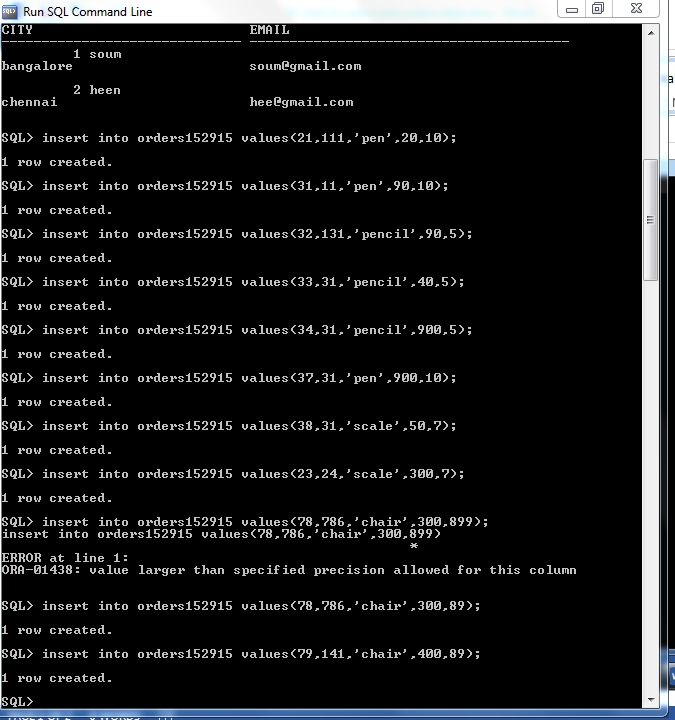 Run SQL Command Line
CITY EMAIL
1 soum
bangalore soum@gmail.com
2 heen
chennai hee@gmail.com
SQL> insert into orders152915 values(21,111,'pen',20,10);
1 row created.
SQL> insert into orders152915 values(31,11,'pen',90,10);
1 row created.
SQL> insert into orders152915 values(32,131,'pencil',90,5);
1 row created.
SQL> insert into orders152915 values(33,31,'pencil',40,5);
1 row created.
SQL> insert into orders152915 values(34,31,'pencil',900,5);
1 row created.
SQL> insert into orders152915 values(37,31,'pen',900,10);
1 row created.
SQL> insert into orders152915 values(38,31,'scale',50,7);
1 row created.
SQL> insert into orders152915 values(23,24,'scale',300,7);
1 row created.
SQL> insert into orders152915 values(78,786,'chair',300,899);
insert into orders152915 values(78,786,'chair',300,899)
*
ERROR at line 1:
ORA-01438: value larger than specified precision allowed for this column
SQL> insert into orders152915 values(78,786,'chair',300,89);
1 row created.
SQL> insert into orders152915 values(79,141,'chair',400,89);
1 row created.
SQL>